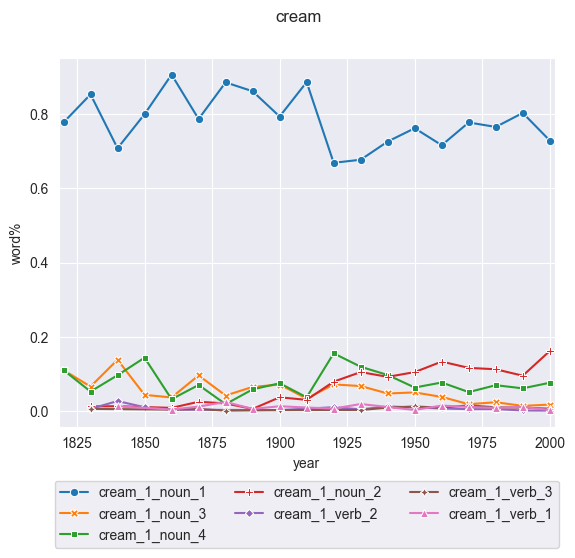 cream
0.8
0.6
0.4
0.2
0.0
word%
1825 1850 1875 1900 1925 1950 1975 2000
year
cream_1_noun_1 cream_1_noun_2 cream_1_verb_3
cream_1_noun_3 cream_1_verb_2 cream_1_verb_1
cream_1_noun_4